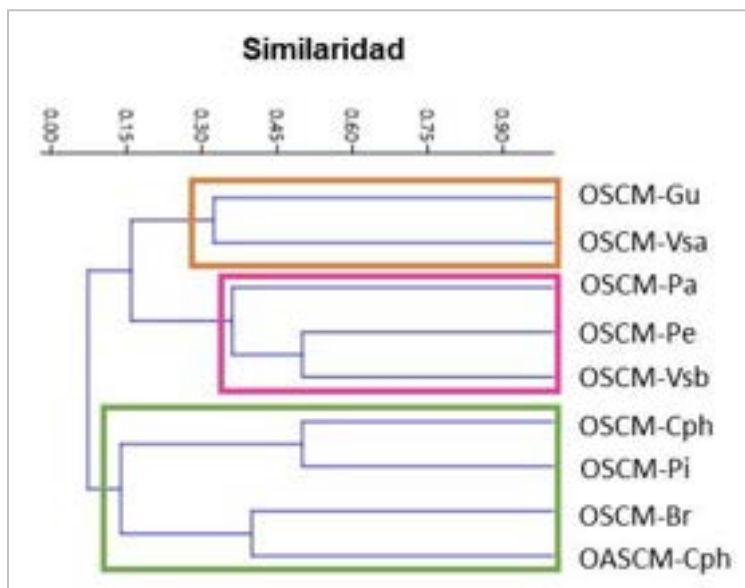 Similaridad
0.00 0.15 0.30 0.45 0.60 0.75 0.90
OSCM-Gu
OSCM-Vsa
OSCM-Pa
OSCM-Pe
OSCM-Vsb
OSCM-Cph
OSCM-Pi
OSCM-Br
OASCM-Cph